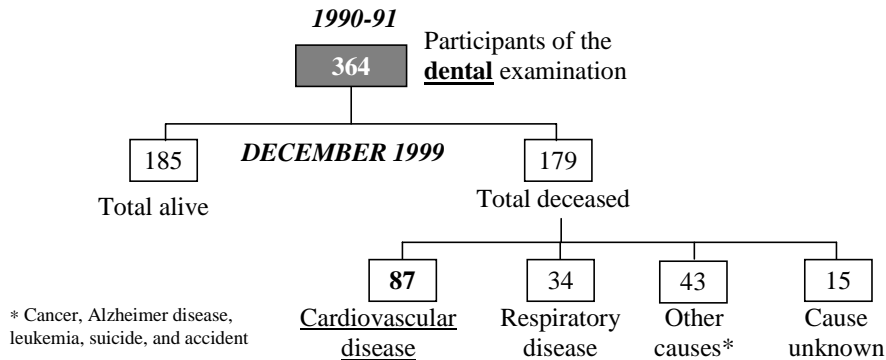 1990-91
364
Participants of the
dental examination
185
DECEMBER 1999
179
Total alive
Total deceased
87
34
43
15
Cardiovascular
disease
Respiratory
disease
Other
causes*
Cause
unknown
* Cancer, Alzheimer disease,
leukemia, suicide, and accident